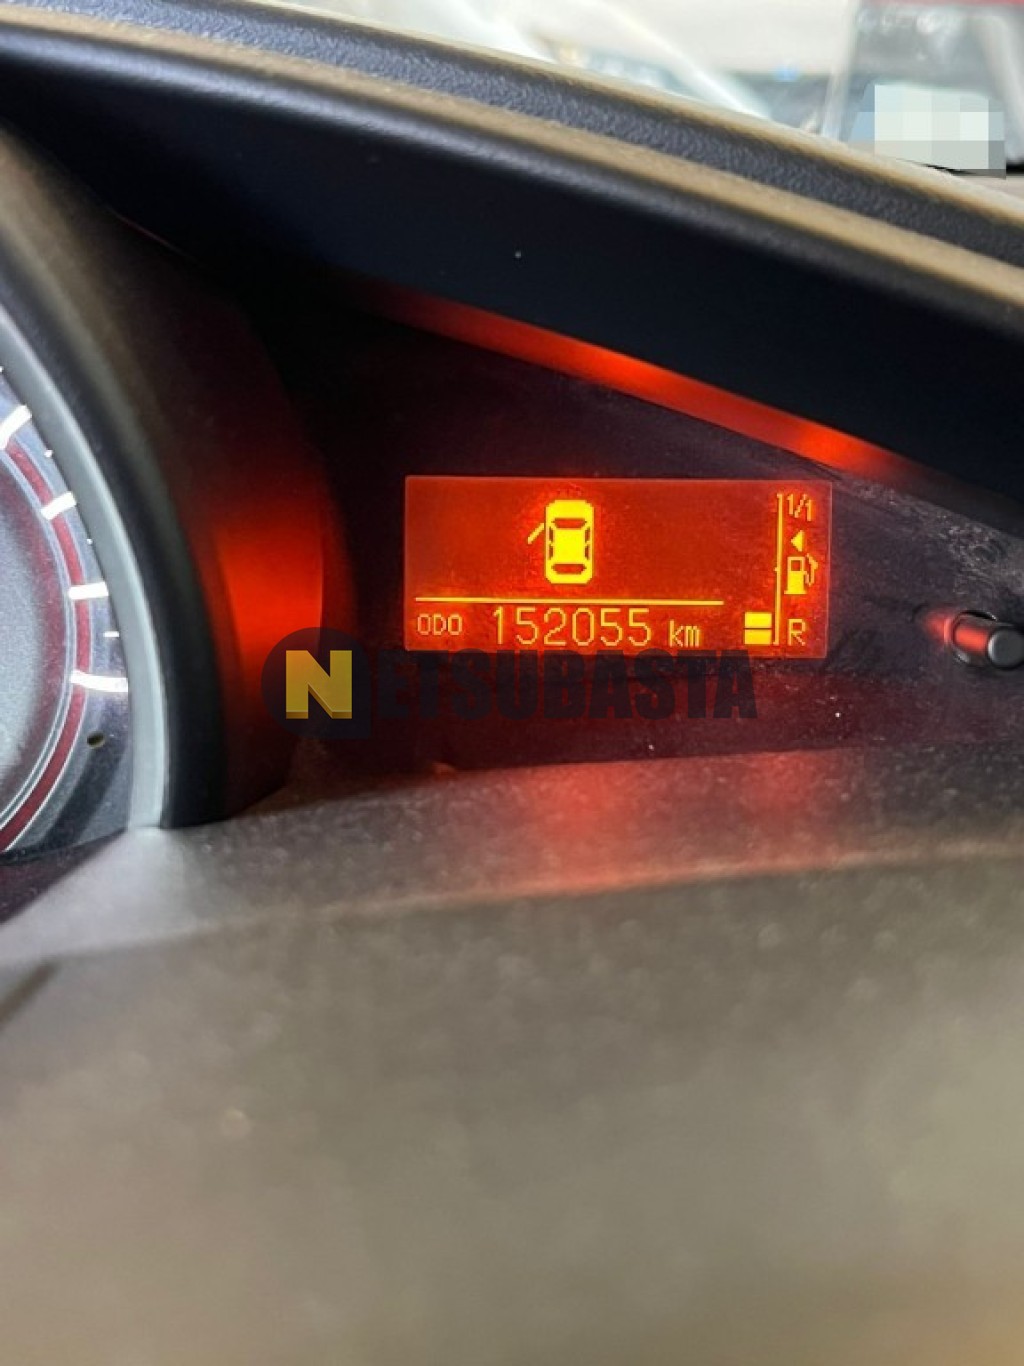 1/1
ODO 152055 km R
NETSUBASTA